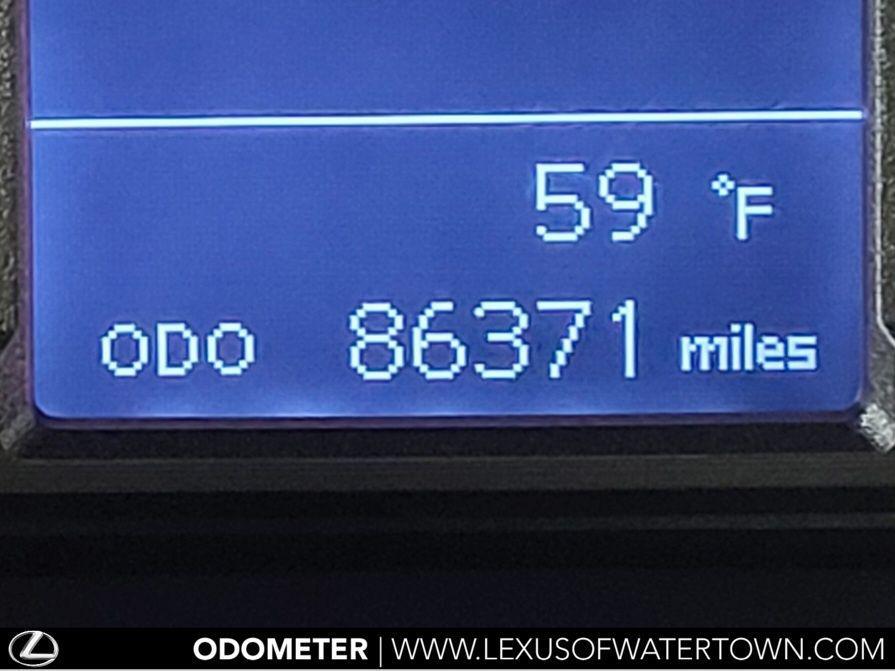 59 °F
ODO 86371 miles
ODOMETER | WWW.LEXUSOFWATERTOWN.COM